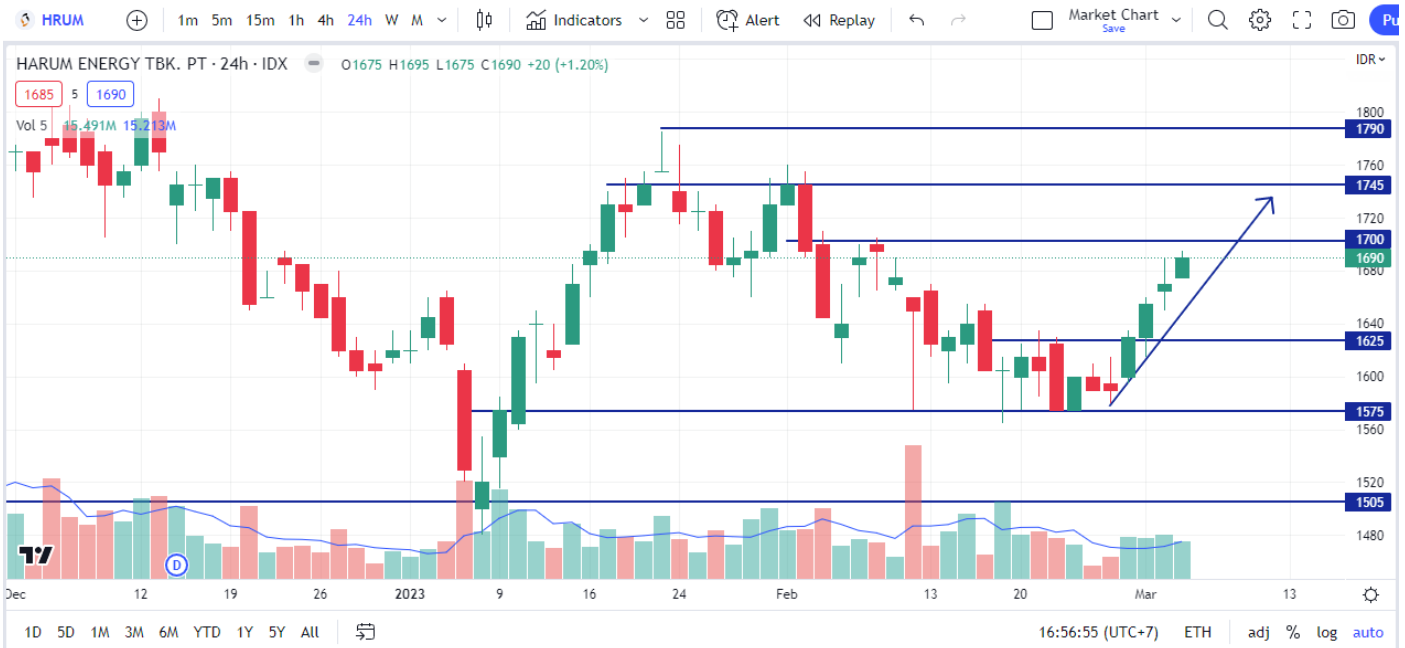 HRUM 1m 5m 15m 1h 4h 24h W M Indicators Alert Replay Market Chart
Save
HARUM ENERGY TBK. PT · 24h · IDX O1675 H1695 L1675 C1690 +20 (+1.20%) IDR
1685 5 1690
Vol 5 15.491M 15.213M
1800
1790
1760
1745
1720
1700
1690
1680
1640
1625
1600
1575
1560
1520
1505
1480
D
Dec 12 19 26 2023 9 16 24 Feb 13 20 Mar 13
1D 5D 1M 3M 6M YTD 1Y 5Y All 16:56:55 (UTC+7) ETH adj % log auto